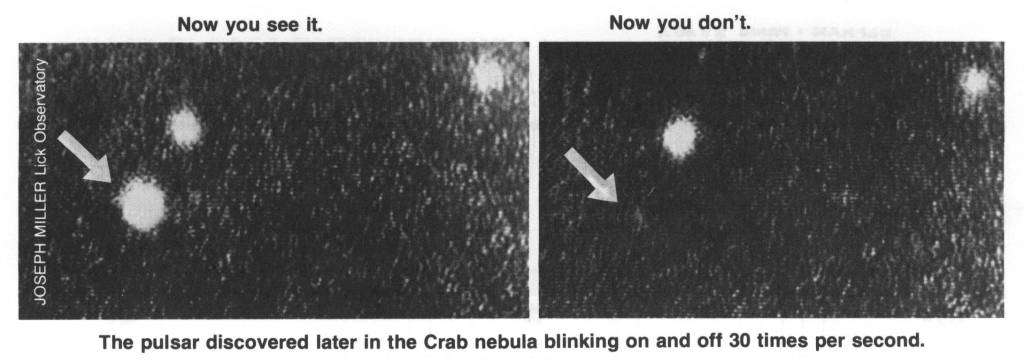 Now you see it.
Now you don't.
JOSEPH MILLER Lick Observatory
The pulsar discovered later in the Crab nebula blinking on and off 30 times per second.